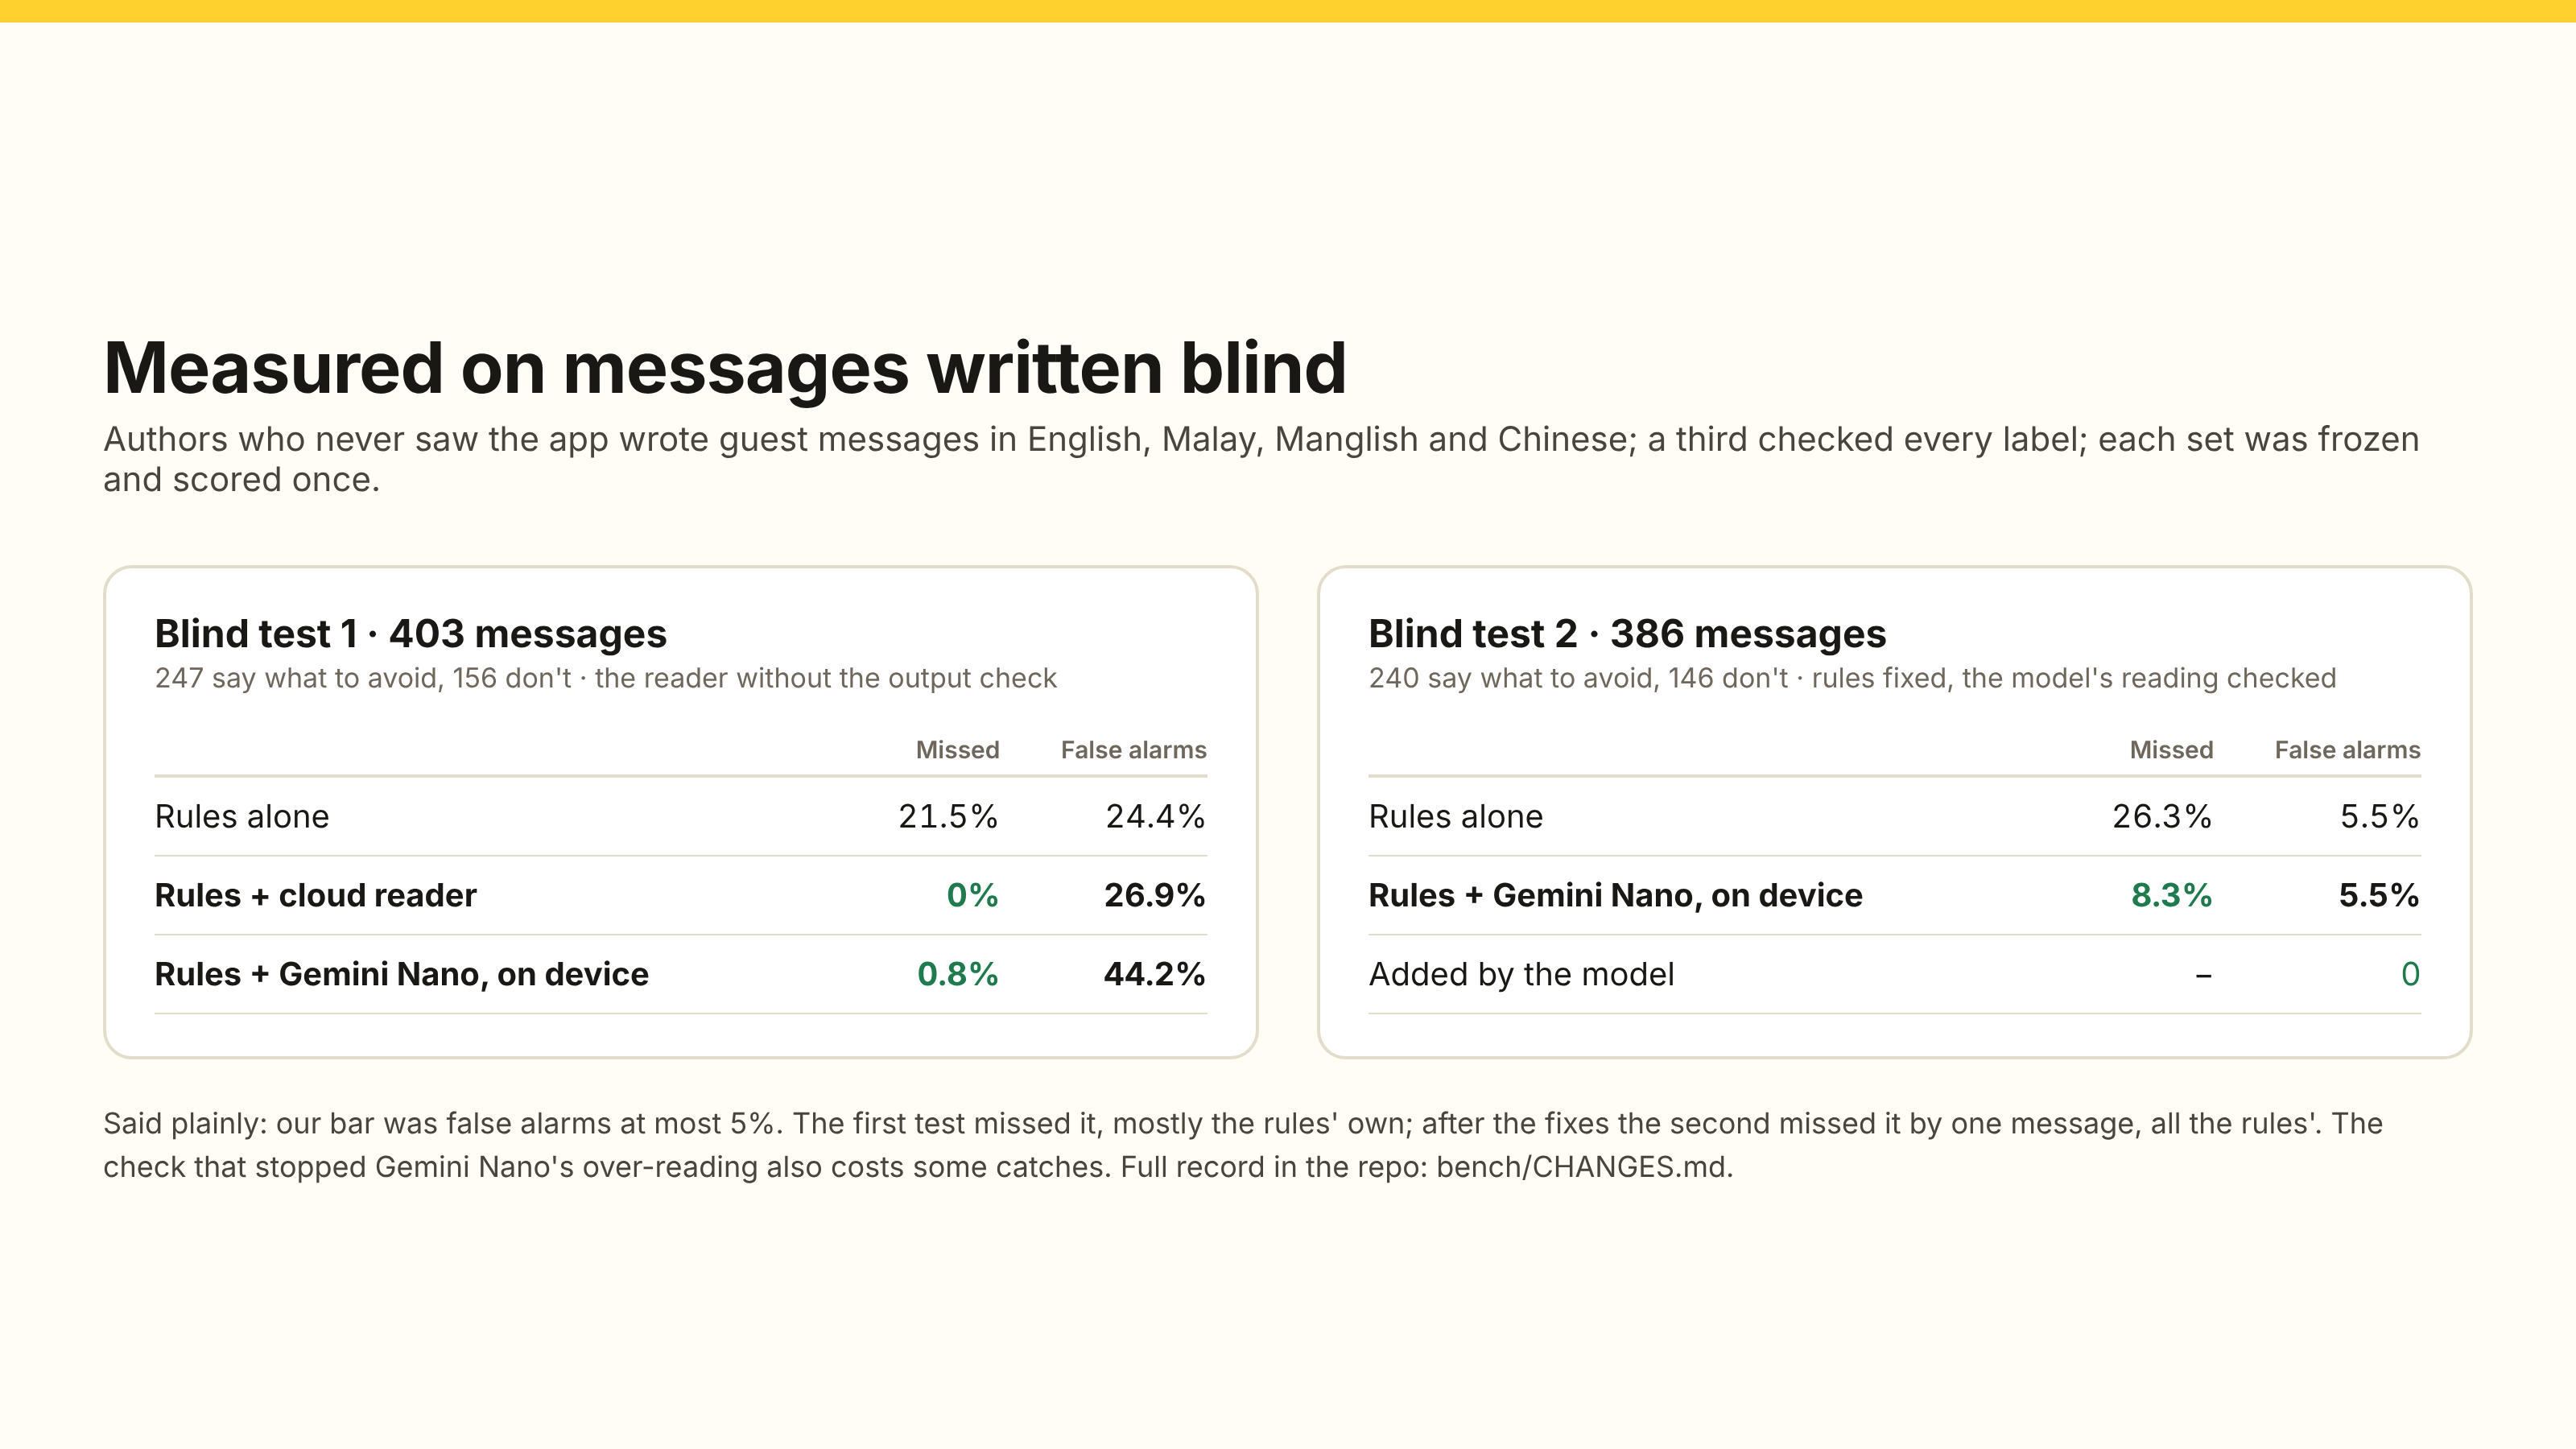 Measured on messages written blind
Authors who never saw the app wrote guest messages in English, Malay, Manglish and Chinese; a third checked every label; each set was frozen
and scored once.
Blind test 1 · 403 messages
247 say what to avoid, 156 don't · the reader without the output check
Missed False alarms
Rules alone 21.5% 24.4%
Rules + cloud reader 0% 26.9%
Rules + Gemini Nano, on device 0.8% 44.2%
Blind test 2 · 386 messages
240 say what to avoid, 146 don't · rules fixed, the model's reading checked
Missed False alarms
Rules alone 26.3% 5.5%
Rules + Gemini Nano, on device 8.3% 5.5%
Added by the model – 0
Said plainly: our bar was false alarms at most 5%. The first test missed it, mostly the rules' own; after the fixes the second missed it by one message, all the rules'. The
check that stopped Gemini Nano's over-reading also costs some catches. Full record in the repo: bench/CHANGES.md.